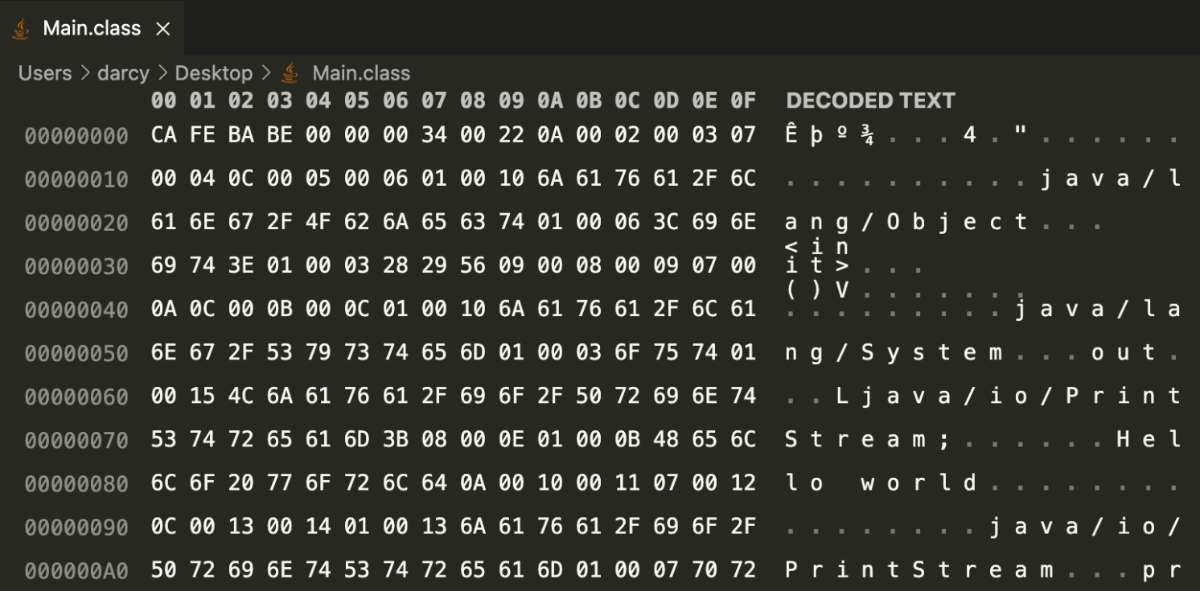 Main.class ×
Users > darcy > Desktop > Main.class
00 01 02 03 04 05 06 07 08 09 0A 0B 0C 0D 0E 0F DECODED TEXT
00000000 CA FE BA BE 00 00 00 34 00 22 0A 00 02 00 03 07 Ê þ º ¾ . . . 4 . " . . . . . .
00000010 00 04 0C 00 05 00 06 01 00 10 6A 61 76 61 2F 6C . . . . . . . . . . j a v a / l
00000020 61 6E 67 2F 4F 62 6A 65 63 74 01 00 06 3C 69 6E a n g / O b j e c t . . . < i n
00000030 69 74 3E 01 00 03 28 29 56 09 00 08 00 09 07 00 i t > . . . ( ) V . . . . . . .
00000040 0A 0C 00 0B 00 0C 01 00 10 6A 61 76 61 2F 6C 61 . . . . . . . . . j a v a / l a
00000050 6E 67 2F 53 79 73 74 65 6D 01 00 03 6F 75 74 01 n g / S y s t e m . . . o u t .
00000060 00 15 4C 6A 61 76 61 2F 69 6F 2F 50 72 69 6E 74 . . L j a v a / i o / P r i n t
00000070 53 74 72 65 61 6D 3B 08 00 0E 01 00 0B 48 65 6C S t r e a m ; . . . . . . H e l
00000080 6C 6F 20 77 6F 72 6C 64 0A 00 10 00 11 07 00 12 l o w o r l d . . . . . . . .
00000090 0C 00 13 00 14 01 00 13 6A 61 76 61 2F 69 6F 2F . . . . . . . . j a v a / i o /
000000A0 50 72 69 6E 74 53 74 72 65 61 6D 01 00 07 70 72 P r i n t S t r e a m . . . p r